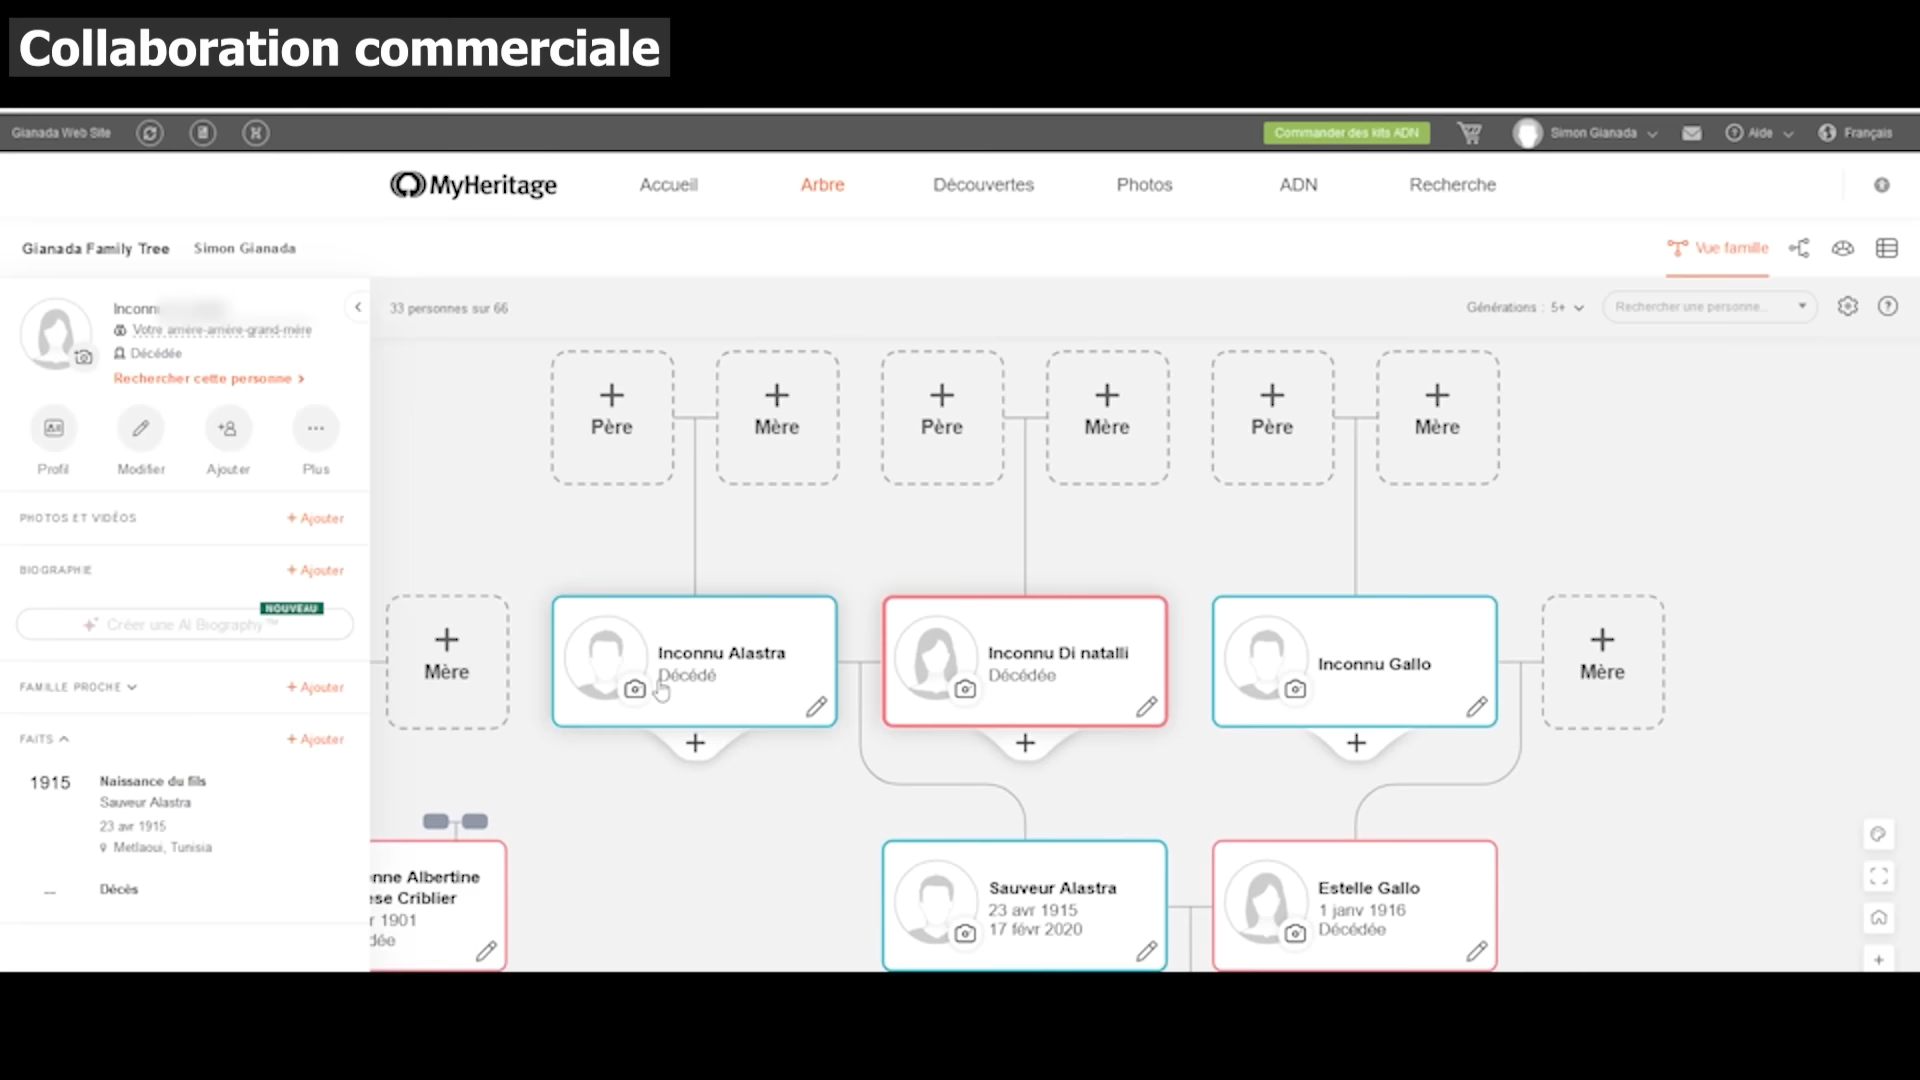 Collaboration commerciale
Gianada Web Site
Commander des kits ADN
Simon Gianada
Aide
Français
MyHeritage
Accueil
Arbre
Découvertes
Photos
ADN
Recherche
Gianada Family Tree
Simon Gianada
Vue famille
Inconn
Votre arrière-arrière-grand-mère
Décédée
Rechercher cette personne >
Profil
Modifier
Ajouter
Plus
PHOTOS ET VIDÉOS
+ Ajouter
BIOGRAPHIE
+ Ajouter
NOUVEAU
Créer une AI Biography™
FAMILLE PROCHE
+ Ajouter
FAITS
+ Ajouter
1915
Naissance du fils
Sauveur Alastra
23 avr 1915
Metlaoui, Tunisia
--
Décès
33 personnes sur 66
Générations : 5+
Rechercher une personne...
+
Père
+
Mère
+
Père
+
Mère
+
Père
+
Mère
+
Mère
Inconnu Alastra
Décédé
+
Inconnu Di natalli
Décédée
+
Inconnu Gallo
+
+
Mère
nne Albertine
ese Criblier
r 1901
dée
Sauveur Alastra
23 avr 1915
17 févr 2020
Estelle Gallo
1 janv 1916
Décédée
+